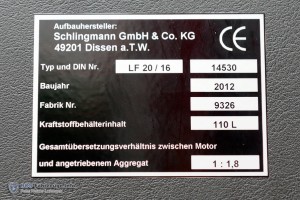 Aufbauhersteller:
Schlingmann GmbH & Co. KG
49201 Dissen a.T.W.
CE
Typ und DIN Nr. LF 20 / 16 14530
Baujahr 2012
Fabrik Nr. 9326
Kraftstoffbehälterinhalt 110 L
Gesamtübersetzungsverhältnis zwischen Motor
und angetriebenem Aggregat 1 : 1,8